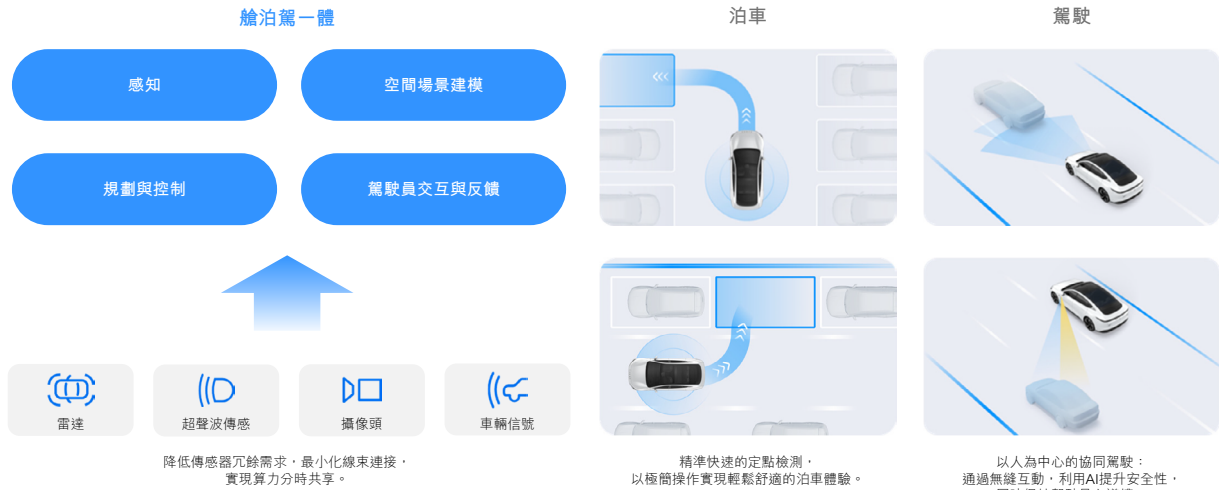 艙泊駕一體
感知
空間場景建模
規劃與控制
駕駛員交互與反饋
雷達
超聲波傳感
攝像頭
車輛信號
降低傳感器冗餘需求，最小化線束連接，
實現算力分時共享。
泊車
精準快速的定點檢測，
以極簡操作實現輕鬆舒適的泊車體驗。
駕駛
以人為中心的協同駕駛：
通過無縫互動，利用AI提升安全性，